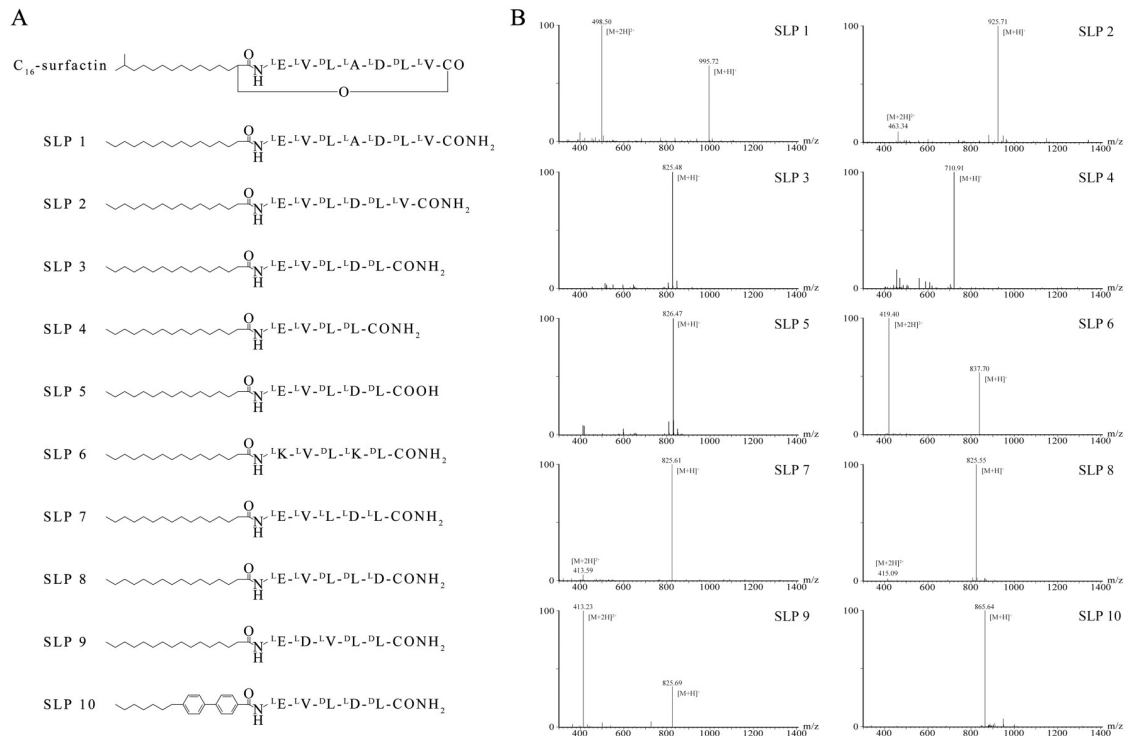 A
C₁₆-surfactin O N H ᴸE-ᴸV-ᴰL-ᴸA-ᴸD-ᴰL-ᴸV-CO
O
SLP 1 O N H ᴸE-ᴸV-ᴰL-ᴸA-ᴸD-ᴰL-ᴸV-CONH₂
SLP 2 O N H ᴸE-ᴸV-ᴰL-ᴸD-ᴰL-ᴸV-CONH₂
SLP 3 O N H ᴸE-ᴸV-ᴰL-ᴸD-ᴰL-CONH₂
SLP 4 O N H ᴸE-ᴸV-ᴰL-ᴰL-CONH₂
SLP 5 O N H ᴸE-ᴸV-ᴰL-ᴸD-ᴰL-COOH
SLP 6 O N H ᴸK-ᴸV-ᴰL-ᴸK-ᴰL-CONH₂
SLP 7 O N H ᴸE-ᴸV-ᴸL-ᴸD-ᴸL-CONH₂
SLP 8 O N H ᴸE-ᴸV-ᴰL-ᴰL-ᴸD-CONH₂
SLP 9 O N H ᴸE-ᴸD-ᴸV-ᴰL-ᴰL-CONH₂
SLP 10 O N H ᴸE-ᴸV-ᴰL-ᴸD-ᴰL-CONH₂
B
SLP 1
100
498.50
[M+2H]²⁺
995.72
[M+H]⁺
0
400 600 800 1000 1200 1400 m/z
SLP 2
100
925.71
[M+H]⁺
[M+2H]²⁺
463.34
0
400 600 800 1000 1200 1400 m/z
SLP 3
100
825.48
[M+H]⁺
0
400 600 800 1000 1200 1400 m/z
SLP 4
100
710.91
[M+H]⁺
0
400 600 800 1000 1200 1400 m/z
SLP 5
100
826.47
[M+H]⁺
0
400 600 800 1000 1200 1400 m/z
SLP 6
100
419.40
[M+2H]²⁺
837.70
[M+H]⁺
0
400 600 800 1000 1200 1400 m/z
SLP 7
100
825.61
[M+H]⁺
[M+2H]²⁺
413.59
0
400 600 800 1000 1200 1400 m/z
SLP 8
100
825.55
[M+H]⁺
[M+2H]²⁺
415.09
0
400 600 800 1000 1200 1400 m/z
SLP 9
100
413.23
[M+2H]²⁺
825.69
[M+H]⁺
0
400 600 800 1000 1200 1400 m/z
SLP 10
100
865.64
[M+H]⁺
0
400 600 800 1000 1200 1400 m/z